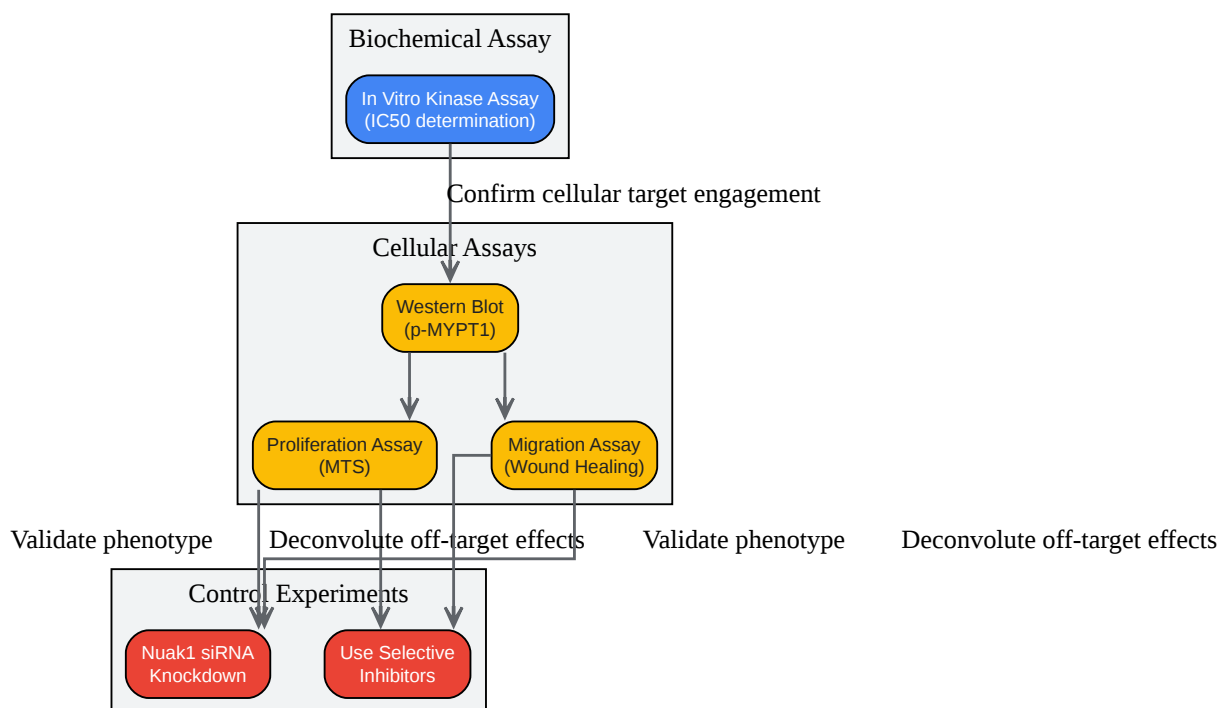 Biochemical Assay
In Vitro Kinase Assay
(IC50 determination)
Confirm cellular target engagement
Cellular Assays
Western Blot
(p-MYPT1)
Proliferation Assay
(MTS)
Migration Assay
(Wound Healing)
Validate phenotype
Deconvolute off-target effects
Validate phenotype
Deconvolute off-target effects
Control Experiments
Nuak1 siRNA
Knockdown
Use Selective
Inhibitors